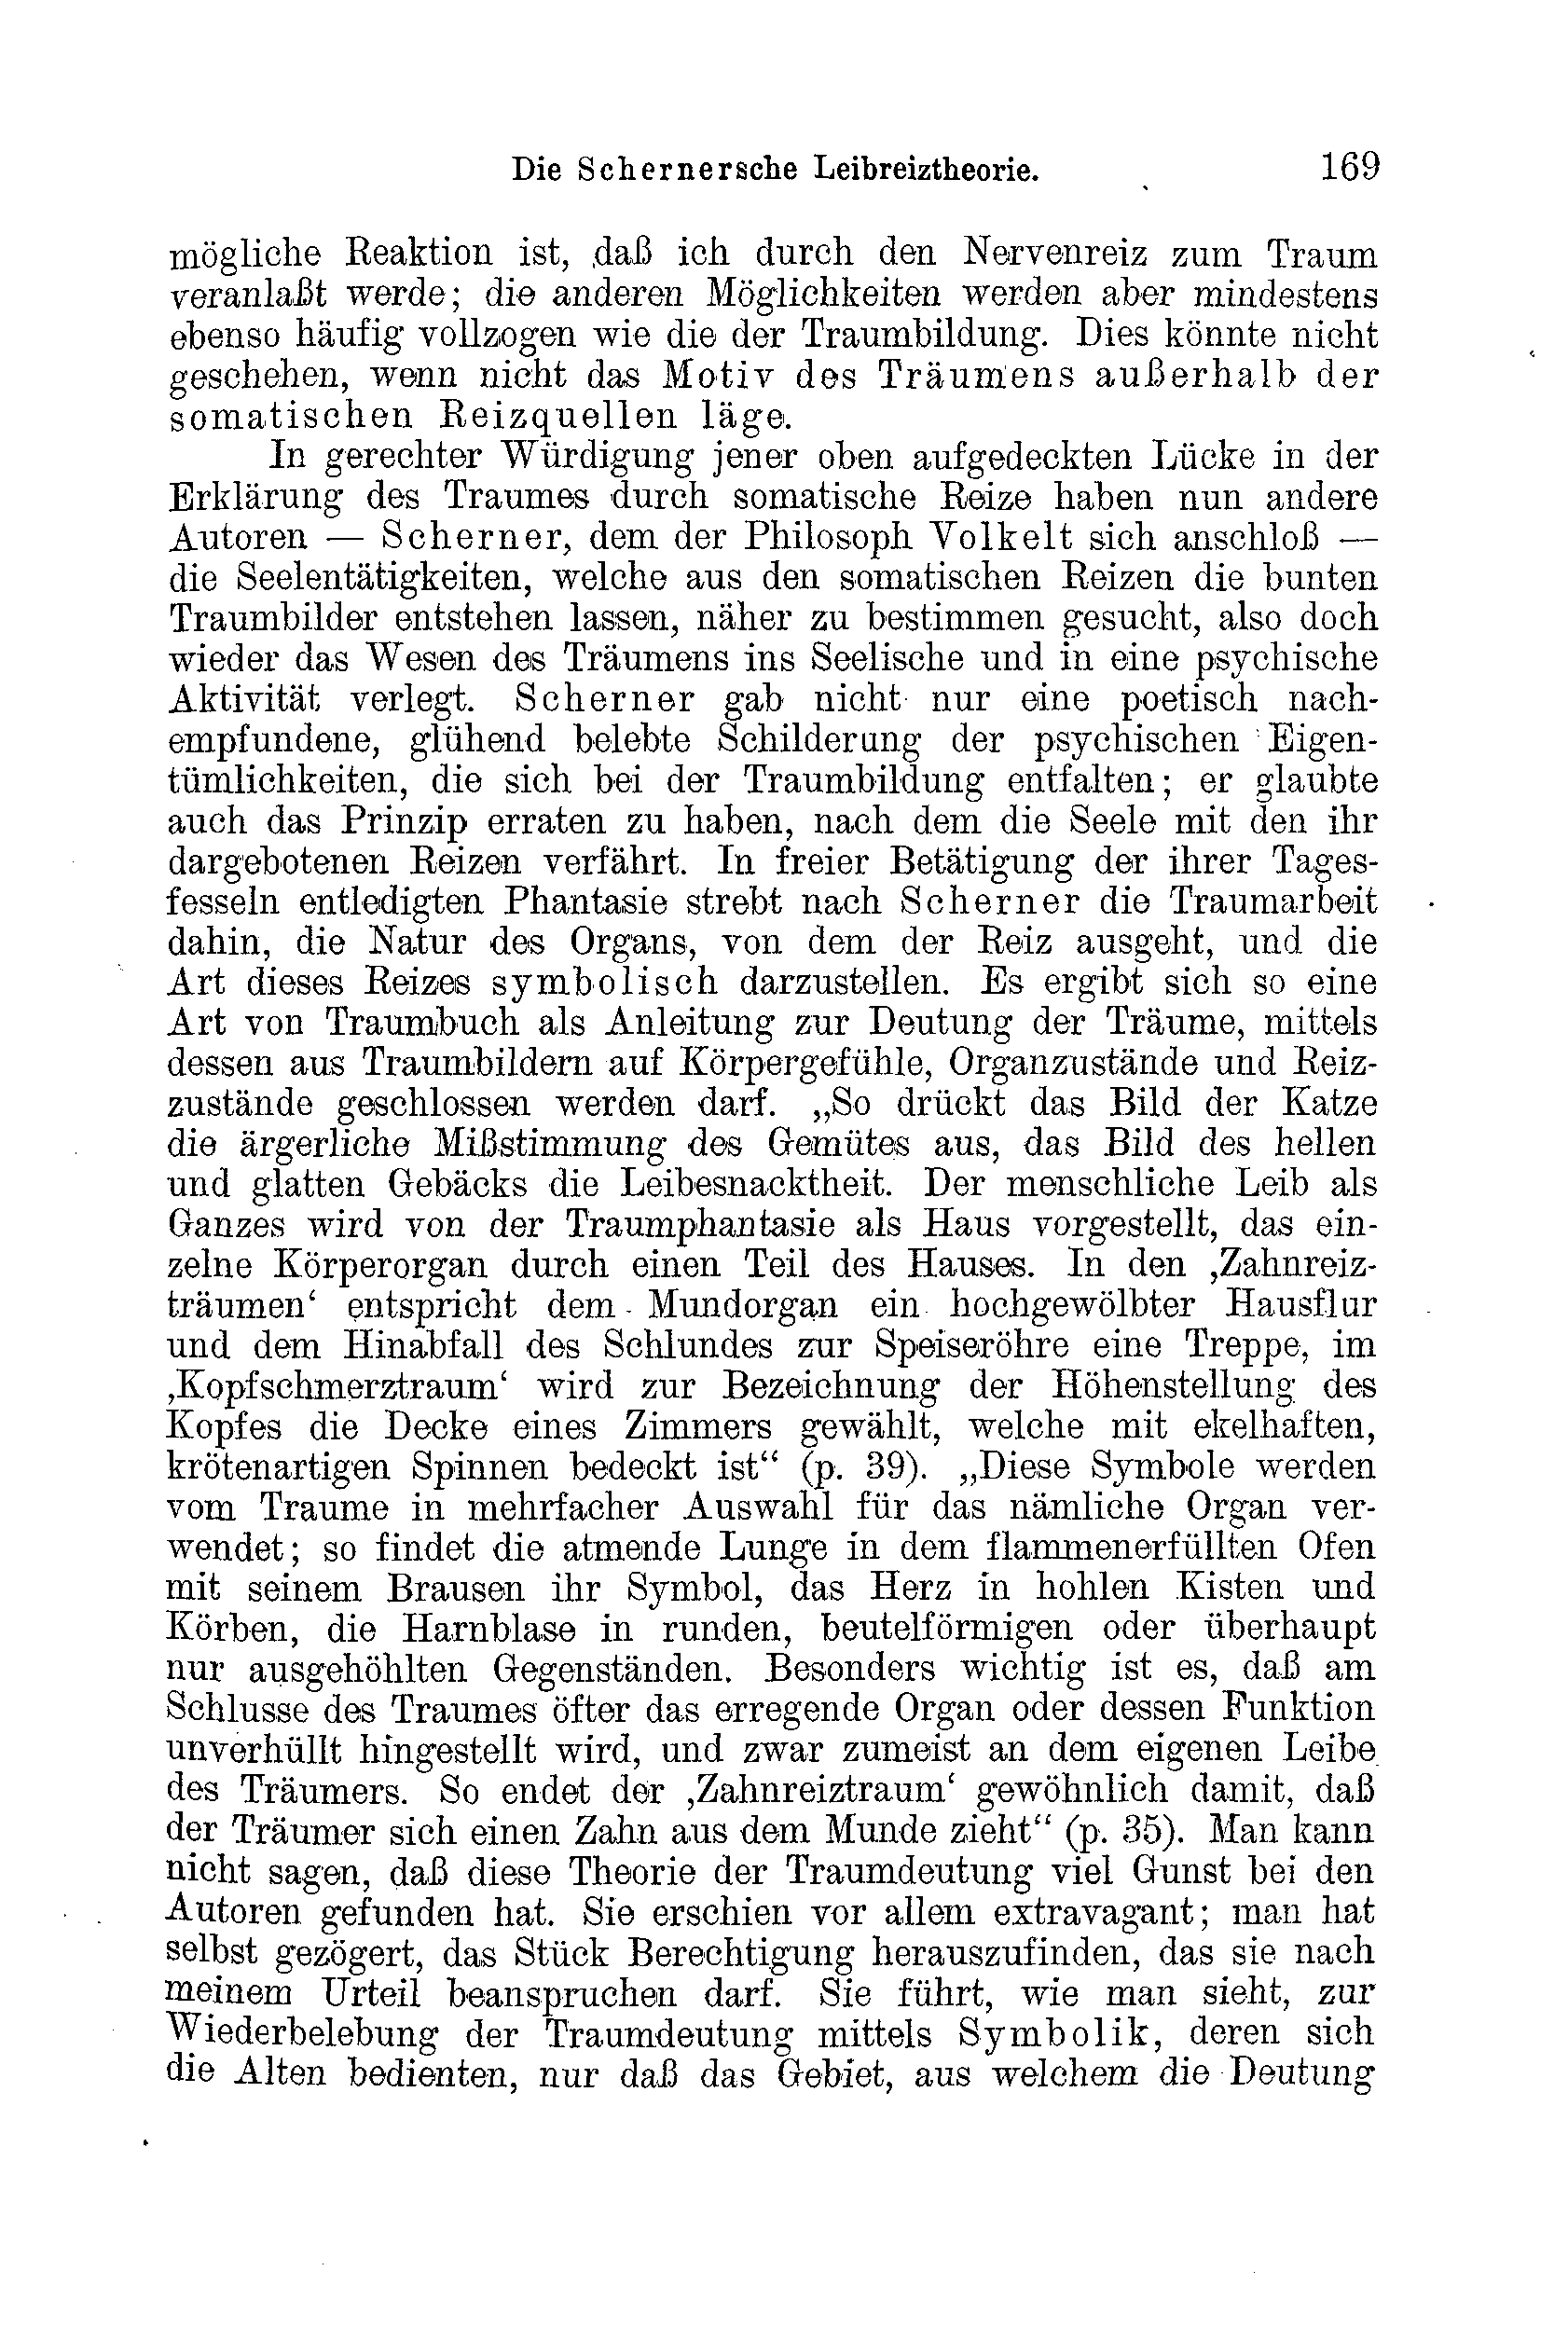 Die Schernersche Leibreiztheorie. 169
mögliche Reaktion ist, daß ich durch den Nervenreiz zum Traum
veranlaßt werde; die anderen Möglichkeiten werden aber mindestens
ebenso häufig vollzogen wie die der Traumbildung. Dies könnte nicht
geschehen, wenn nicht das Motiv des Träumens außerhalb der
somatischen Reizquellen läge.
In gerechter Würdigung jener oben aufgedeckten Lücke in der
Erklärung des Traumes durch somatische Reize haben nun andere
Autoren — Scherner, dem der Philosoph Volkelt sich anschloß —
die Seelentätigkeiten, welche aus den somatischen Reizen die bunten
Traumbilder entstehen lassen, näher zu bestimmen gesucht, also doch
wieder das Wesen des Träumens ins Seelische und in eine psychische
Aktivität verlegt. Scherner gab nicht nur eine poetisch nach-
empfundene, glühend belebte Schilderung der psychischen Eigen-
tümlichkeiten, die sich bei der Traumbildung entfalten; er glaubte
auch das Prinzip erraten zu haben, nach dem die Seele mit den ihr
dargebotenen Reizen verfährt. In freier Betätigung der ihrer Tages-
fesseln entledigten Phantasie strebt nach Scherner die Traumarbeit
dahin, die Natur des Organs, von dem der Reiz ausgeht, und die
Art dieses Reizes symbolisch darzustellen. Es ergibt sich so eine
Art von Traumbuch als Anleitung zur Deutung der Träume, mittels
dessen aus Traumbildern auf Körpergefühle, Organzustände und Reiz-
zustände geschlossen werden darf. „So drückt das Bild der Katze
die ärgerliche Mißstimmung des Gemütes aus, das Bild des hellen
und glatten Gebäcks die Leibesnacktheit. Der menschliche Leib als
Ganzes wird von der Traumphantasie als Haus vorgestellt, das ein-
zelne Körperorgan durch einen Teil des Hauses. In den ‚Zahnreiz-
träumen‘ entspricht dem Mundorgan ein hochgewölbter Hausflur
und dem Hinabfall des Schlundes zur Speiseröhre eine Treppe, im
‚Kopfschmerztraum‘ wird zur Bezeichnung der Höhenstellung des
Kopfes die Decke eines Zimmers gewählt, welche mit ekelhaften,
krötenartigen Spinnen bedeckt ist“ (p. 39). „Diese Symbole werden
vom Traume in mehrfacher Auswahl für das nämliche Organ ver-
wendet; so findet die atmende Lunge in dem flammenerfüllten Ofen
mit seinem Brausen ihr Symbol, das Herz in hohlen Kisten und
Körben, die Harnblase in runden, beutelförmigen oder überhaupt
nur ausgehöhlten Gegenständen. Besonders wichtig ist es, daß am
Schlusse des Traumes öfter das erregende Organ oder dessen Funktion
unverhüllt hingestellt wird, und zwar zumeist an dem eigenen Leibe
des Träumers. So endet der ‚Zahnreiztraum‘ gewöhnlich damit, daß
der Träumer sich einen Zahn aus dem Munde zieht“ (p. 35). Man kann
nicht sagen, daß diese Theorie der Traumdeutung viel Gunst bei den
Autoren gefunden hat. Sie erschien vor allem extravagant; man hat
selbst gezögert, das Stück Berechtigung herauszufinden, das sie nach
meinem Urteil beanspruchen darf. Sie führt, wie man sieht, zur
Wiederbelebung der Traumdeutung mittels Symbolik, deren sich
die Alten bedienten, nur daß das Gebiet, aus welchem die Deutung